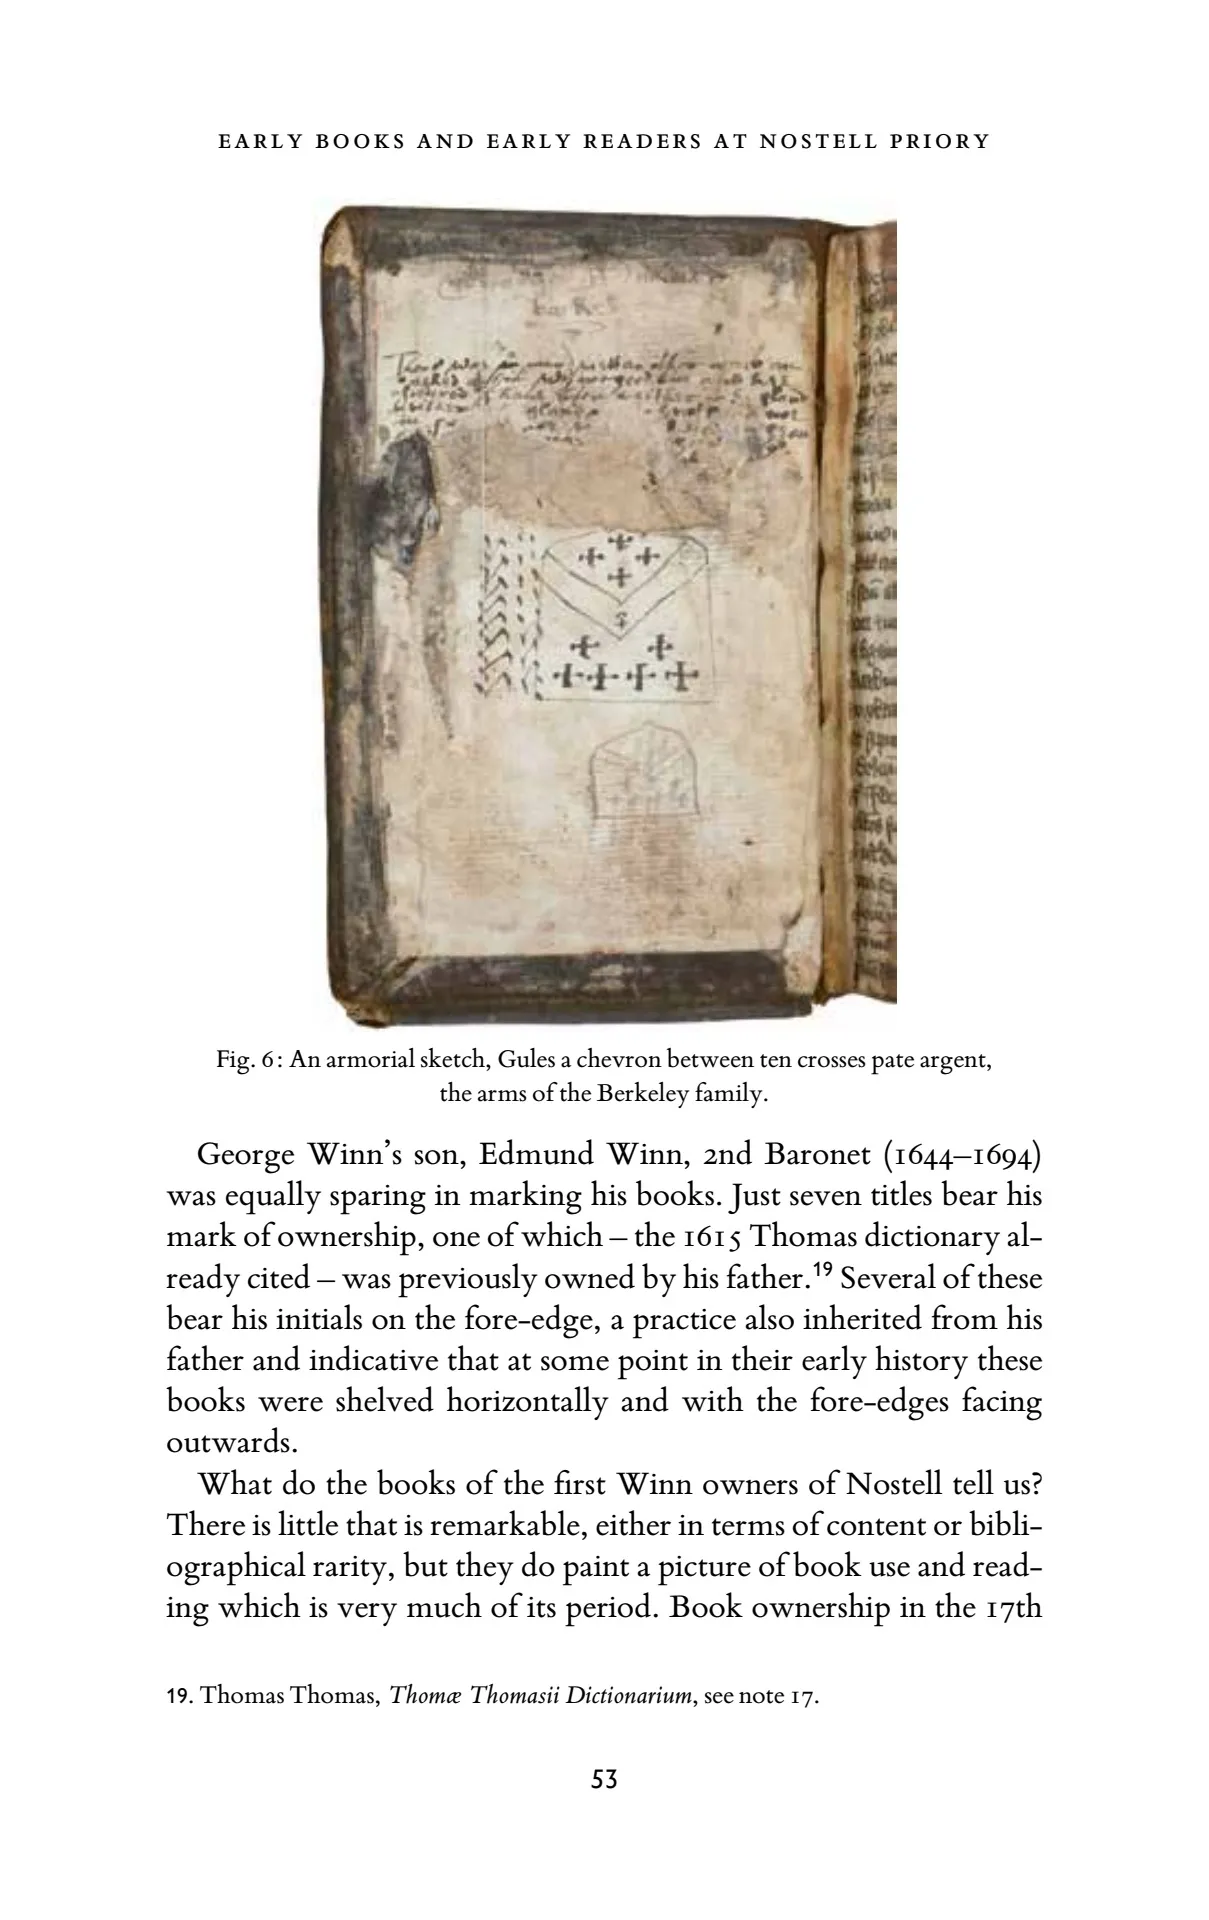 EARLY BOOKS AND EARLY READERS AT NOSTELL PRIORY
Fig. 6: An armorial sketch, Gules a chevron between ten crosses pate argent,
the arms of the Berkeley family.
George Winn’s son, Edmund Winn, 2nd Baronet (1644–1694)
was equally sparing in marking his books. Just seven titles bear his
mark of ownership, one of which – the 1615 Thomas dictionary al-
ready cited – was previously owned by his father.19 Several of these
bear his initials on the fore-edge, a practice also inherited from his
father and indicative that at some point in their early history these
books were shelved horizontally and with the fore-edges facing
outwards.
What do the books of the first Winn owners of Nostell tell us?
There is little that is remarkable, either in terms of content or bibli-
ographical rarity, but they do paint a picture of book use and read-
ing which is very much of its period. Book ownership in the 17th
19. Thomas Thomas, Thomæ Thomasii Dictionarium, see note 17.
53